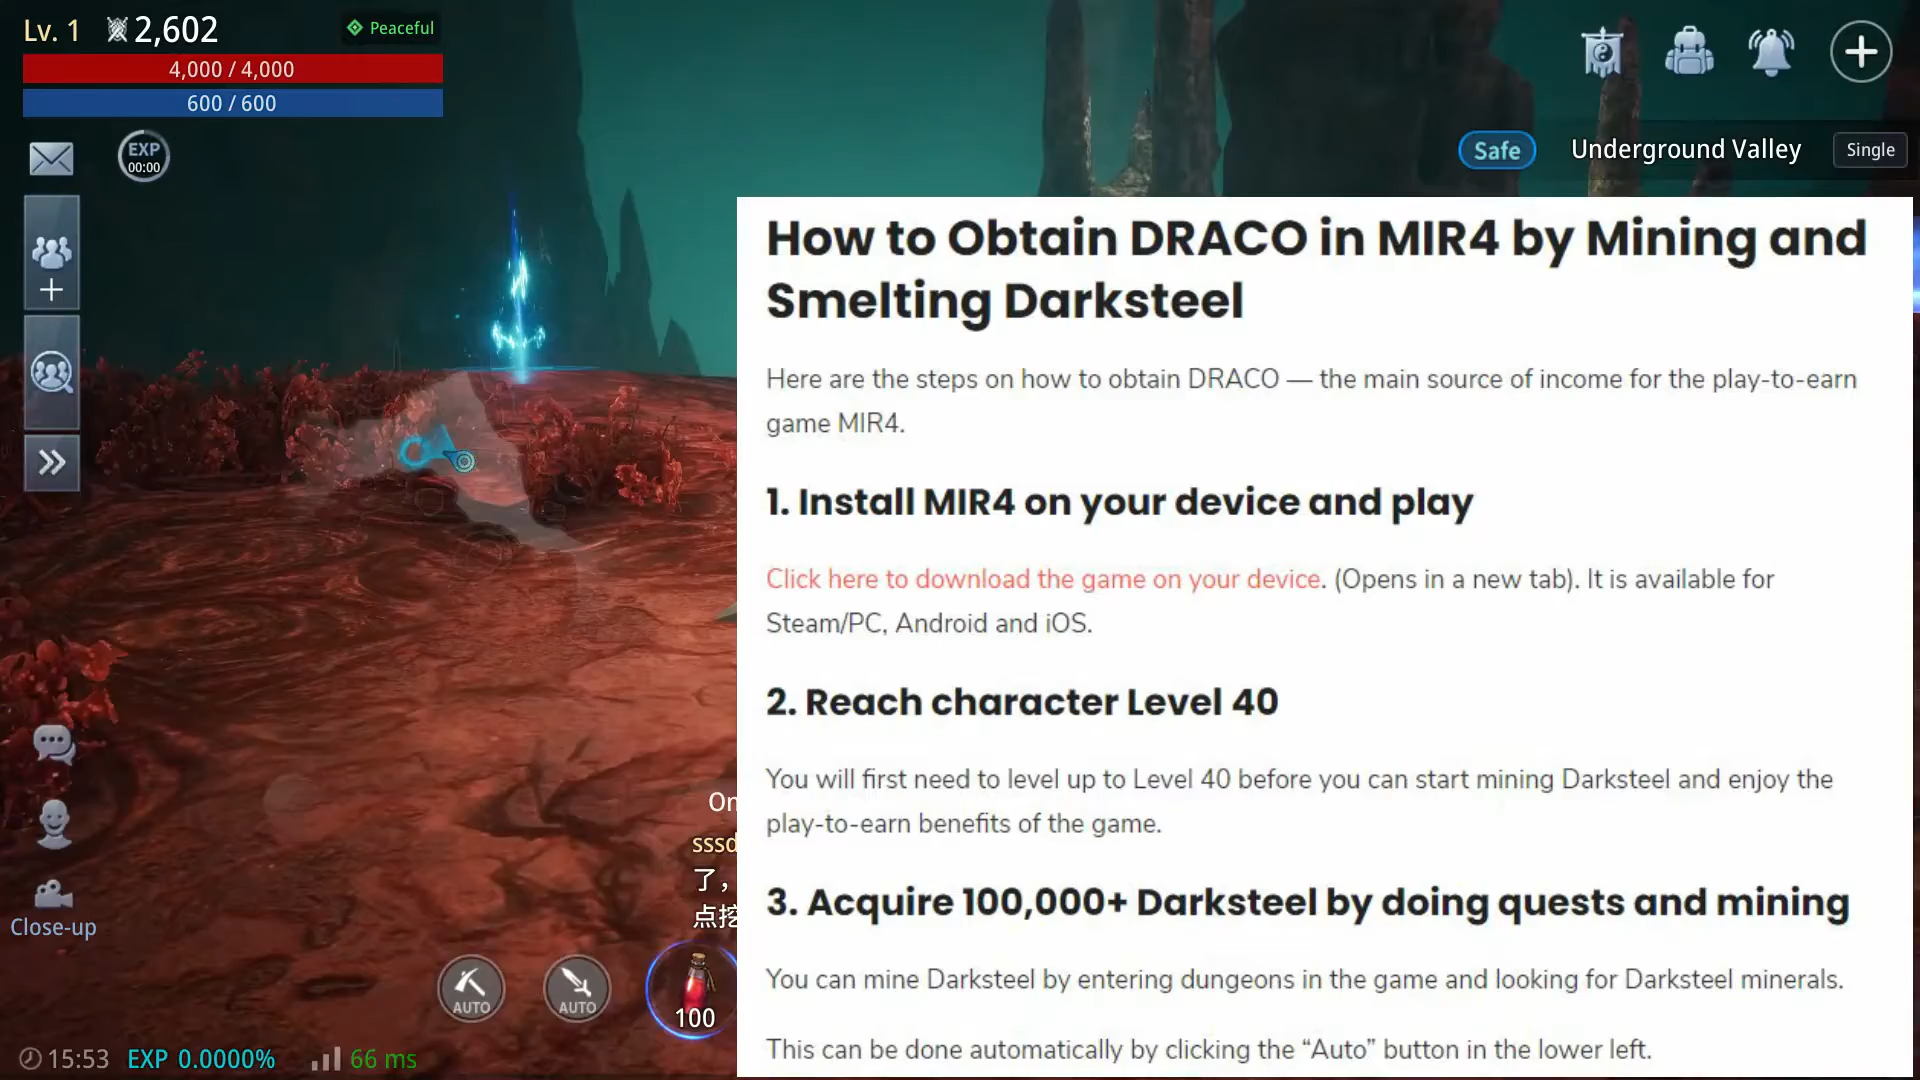 Lv. 1 2,602 Peaceful
4,000 / 4,000
600 / 600
EXP
00:00
Safe Underground Valley Single
How to Obtain DRACO in MIR4 by Mining and
Smelting Darksteel
Here are the steps on how to obtain DRACO — the main source of income for the play-to-earn
game MIR4.
1. Install MIR4 on your device and play
Click here to download the game on your device. (Opens in a new tab). It is available for
Steam/PC, Android and iOS.
2. Reach character Level 40
You will first need to level up to Level 40 before you can start mining Darksteel and enjoy the
play-to-earn benefits of the game.
3. Acquire 100,000+ Darksteel by doing quests and mining
You can mine Darksteel by entering dungeons in the game and looking for Darksteel minerals.
This can be done automatically by clicking the “Auto” button in the lower left.
sssd
了，
点挖
Close-up
AUTO AUTO 100
15:53 EXP 0.0000% 66 ms